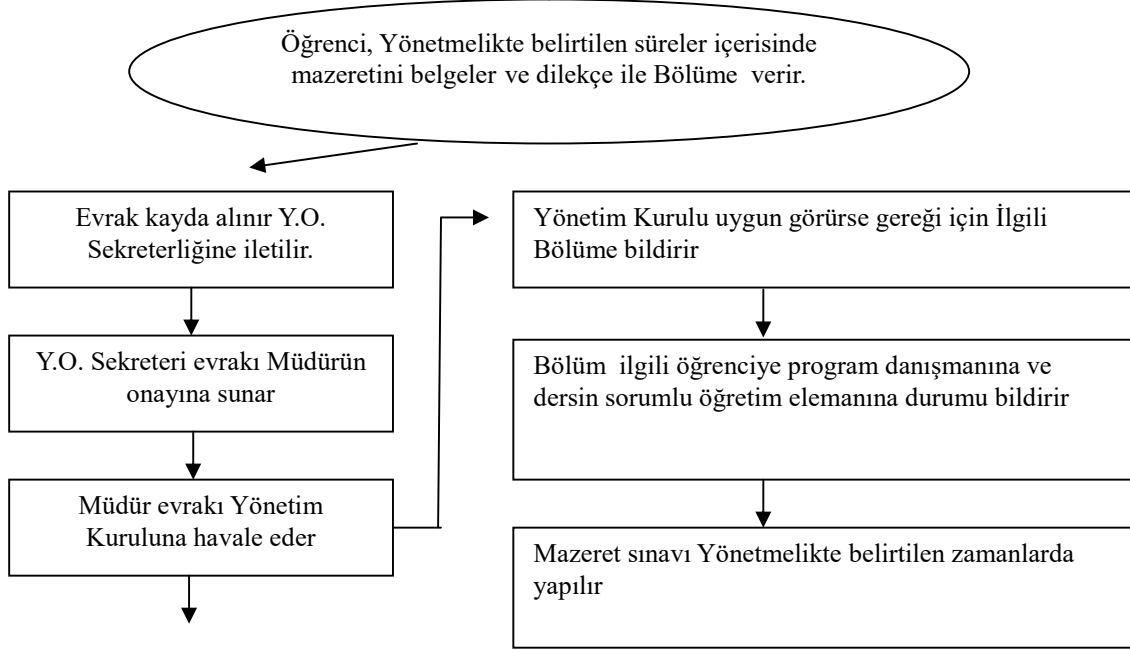 Öğrenci, Yönetmelikte belirtilen süreler içerisinde
mazeretini belgeler ve dilekçe ile Bölüme verir.
Evrak kayda alınır Y.O.
Sekreterliğine iletilir.
Y.O. Sekreteri evrakı Müdürün
onayına sunar
Müdür evrakı Yönetim
Kuruluna havale eder
Yönetim Kurulu uygun görürse gereği için İlgili
Bölüme bildirir
Bölüm ilgili öğrenciye program danışmanına ve
dersin sorumlu öğretim elemanına durumu bildirir
Mazeret sınavı Yönetmelikte belirtilen zamanlarda
yapılır